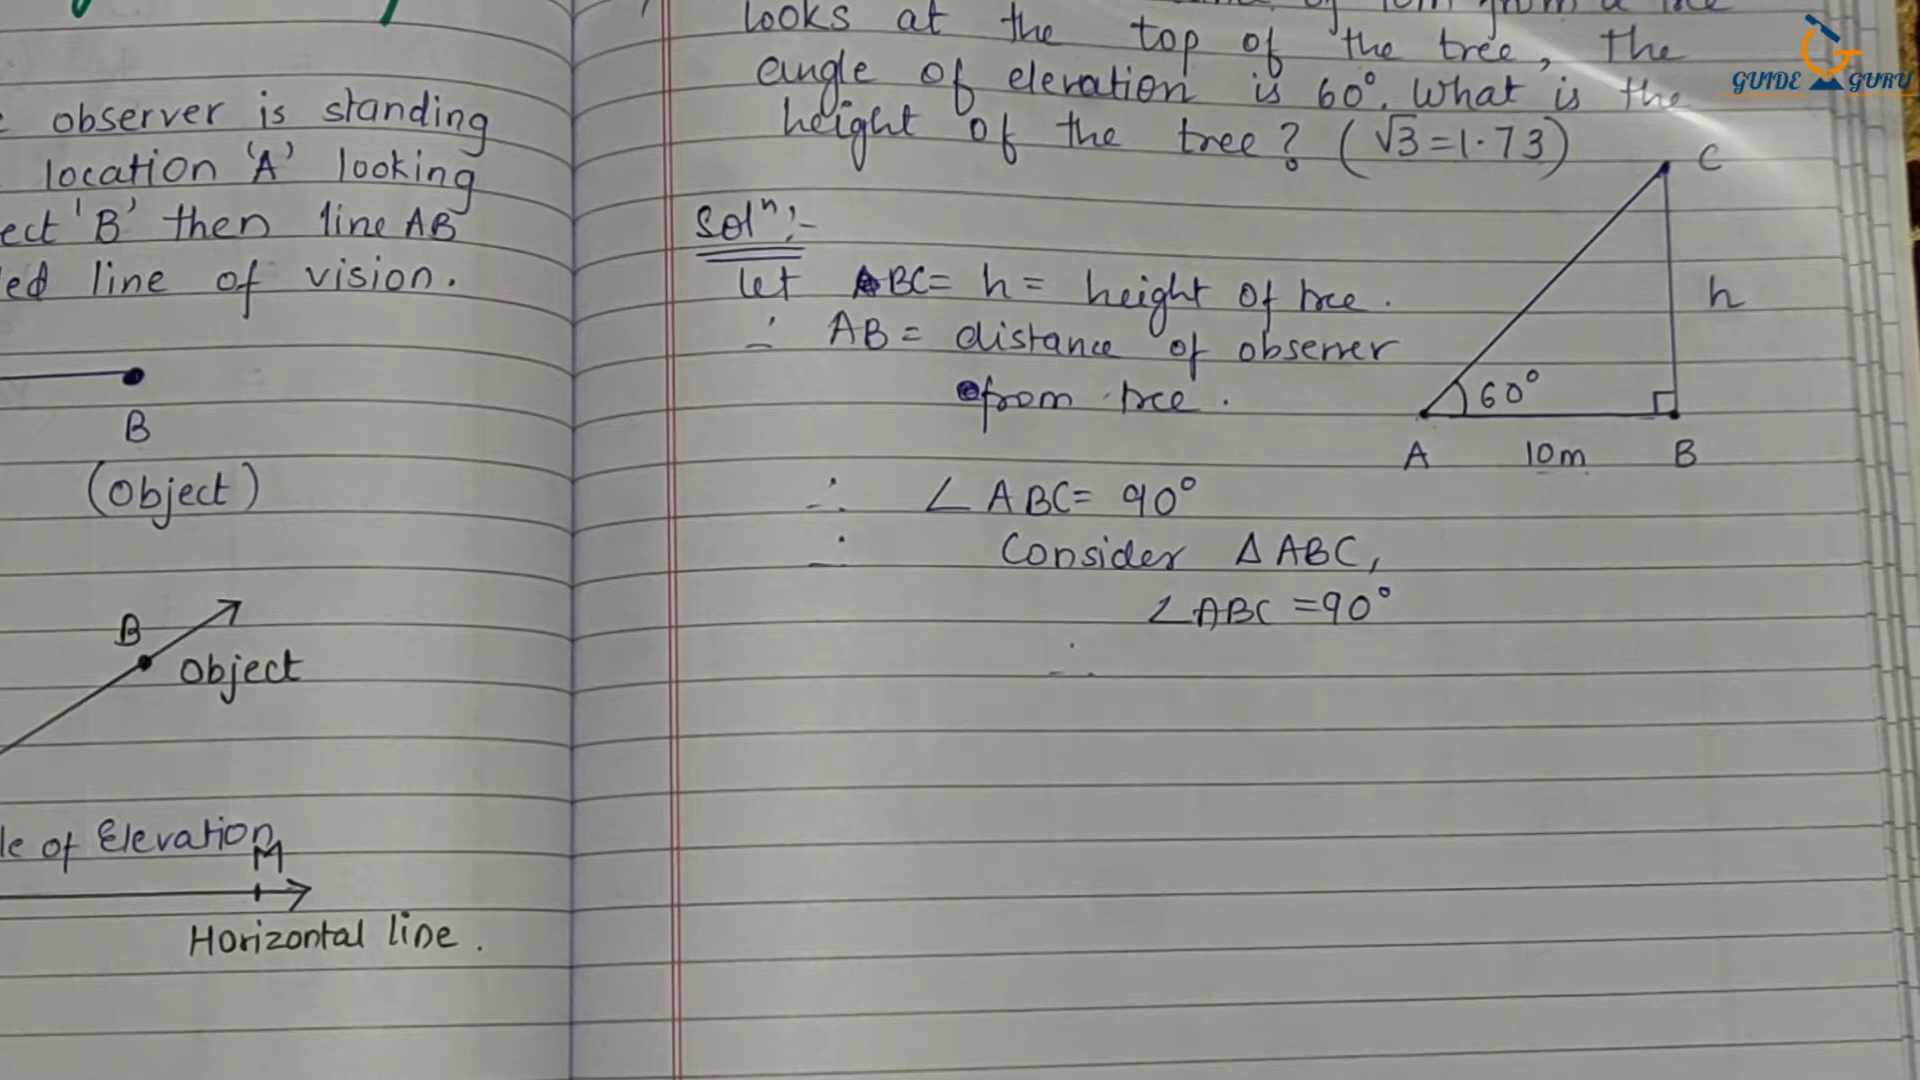 observer is standing
location 'A' looking
ect 'B' then line AB
ed line of vision.
B
(Object)
B
Object
le of Elevation
M
Horizontal line.
from a
looks at the top of the tree, the
angle of elevation is 60°. What is the
height of the tree? (√3=1.73)
Solⁿ:-
let BC= h = height of tree.
∴ AB = distance of observer
from tree.
∴ ∠ABC= 90°
∴ Consider ΔABC,
∠ABC =90°
∴
C
h
60°
A 10m B
GUIDE GURU